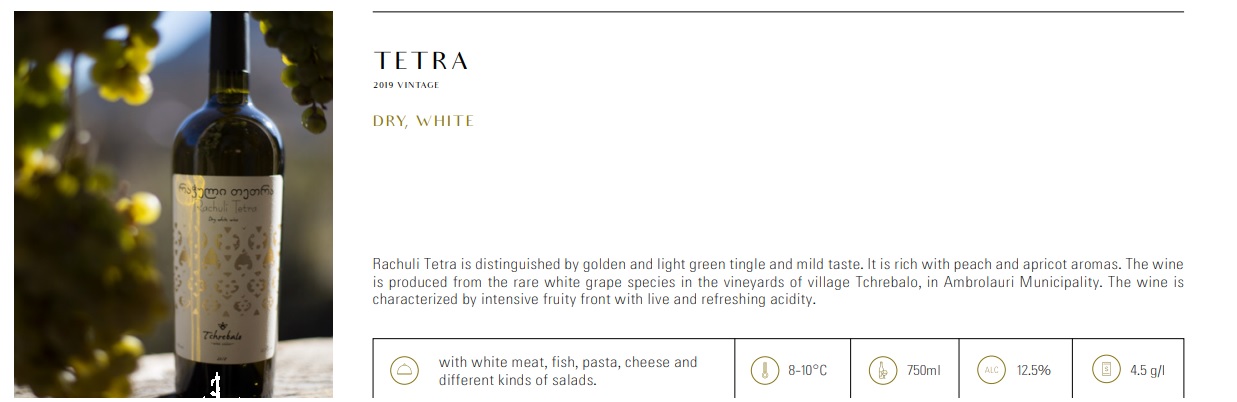 რაჭული თეთრა
Rachuli Tetra
Dry white wine
Tchrebalo
2019
TETRA
2019 VINTAGE
DRY, WHITE
Rachuli Tetra is distinguished by golden and light green tingle and mild taste. It is rich with peach and apricot aromas. The wine
is produced from the rare white grape species in the vineyards of village Tchrebalo, in Ambrolauri Municipality. The wine is
characterized by intensive fruity front with live and refreshing acidity.
with white meat, fish, pasta, cheese and
different kinds of salads.
8-10°C
750ml
ALC
12.5%
S
4.5 g/l